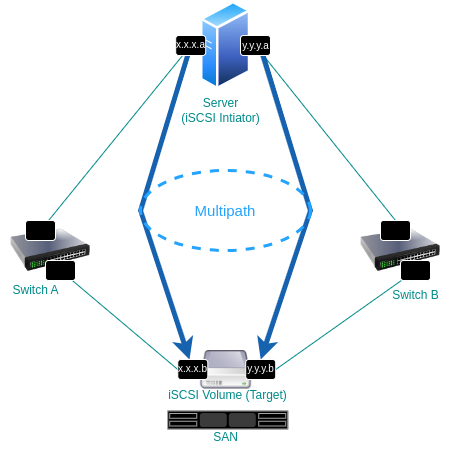 x.x.x.a
y.y.y.a
Server
(iSCSI Intiator)
Multipath
Switch A
Switch B
x.x.x.b
y.y.y.b
iSCSI Volume (Target)
SAN